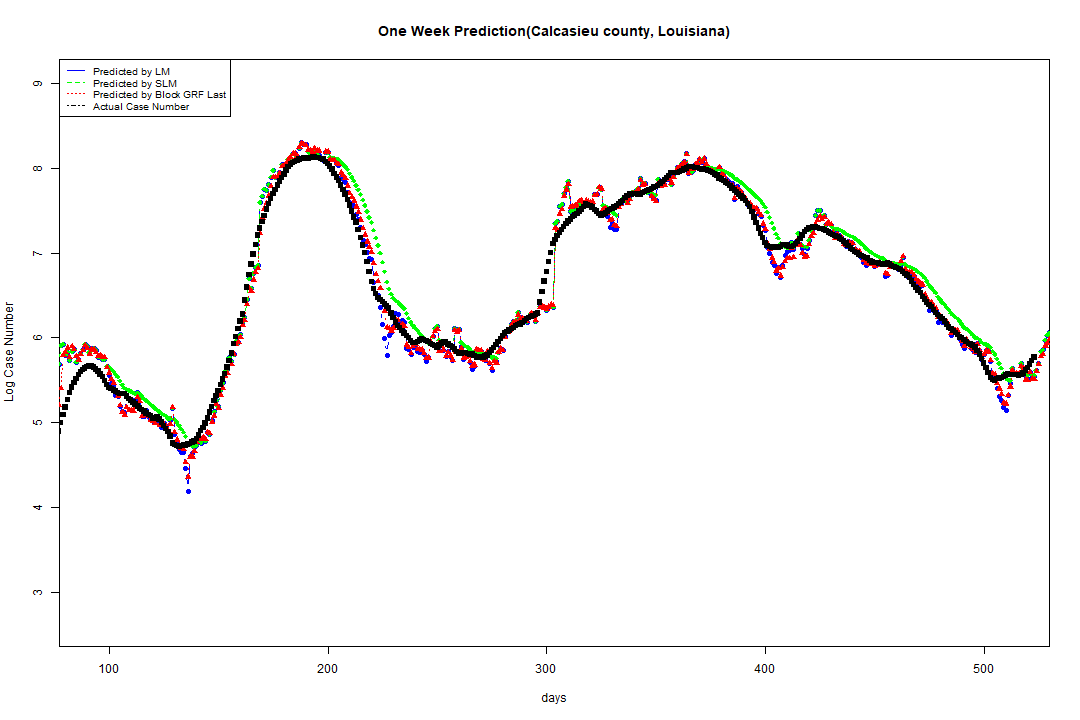 One Week Prediction(Calcasieu county, Louisiana)
Predicted by LM
Predicted by SLM
Predicted by Block GRF Last
Actual Case Number
Log Case Number
9
8
7
6
5
4
3
100 200 300 400 500
days